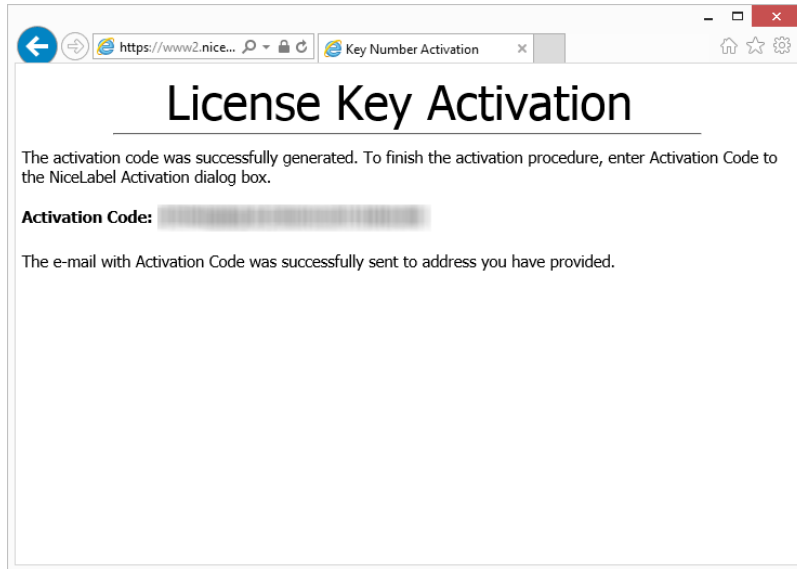 https://www2.nice...
Key Number Activation
License Key Activation
The activation code was successfully generated. To finish the activation procedure, enter Activation Code to
the NiceLabel Activation dialog box.
Activation Code:
The e-mail with Activation Code was successfully sent to address you have provided.